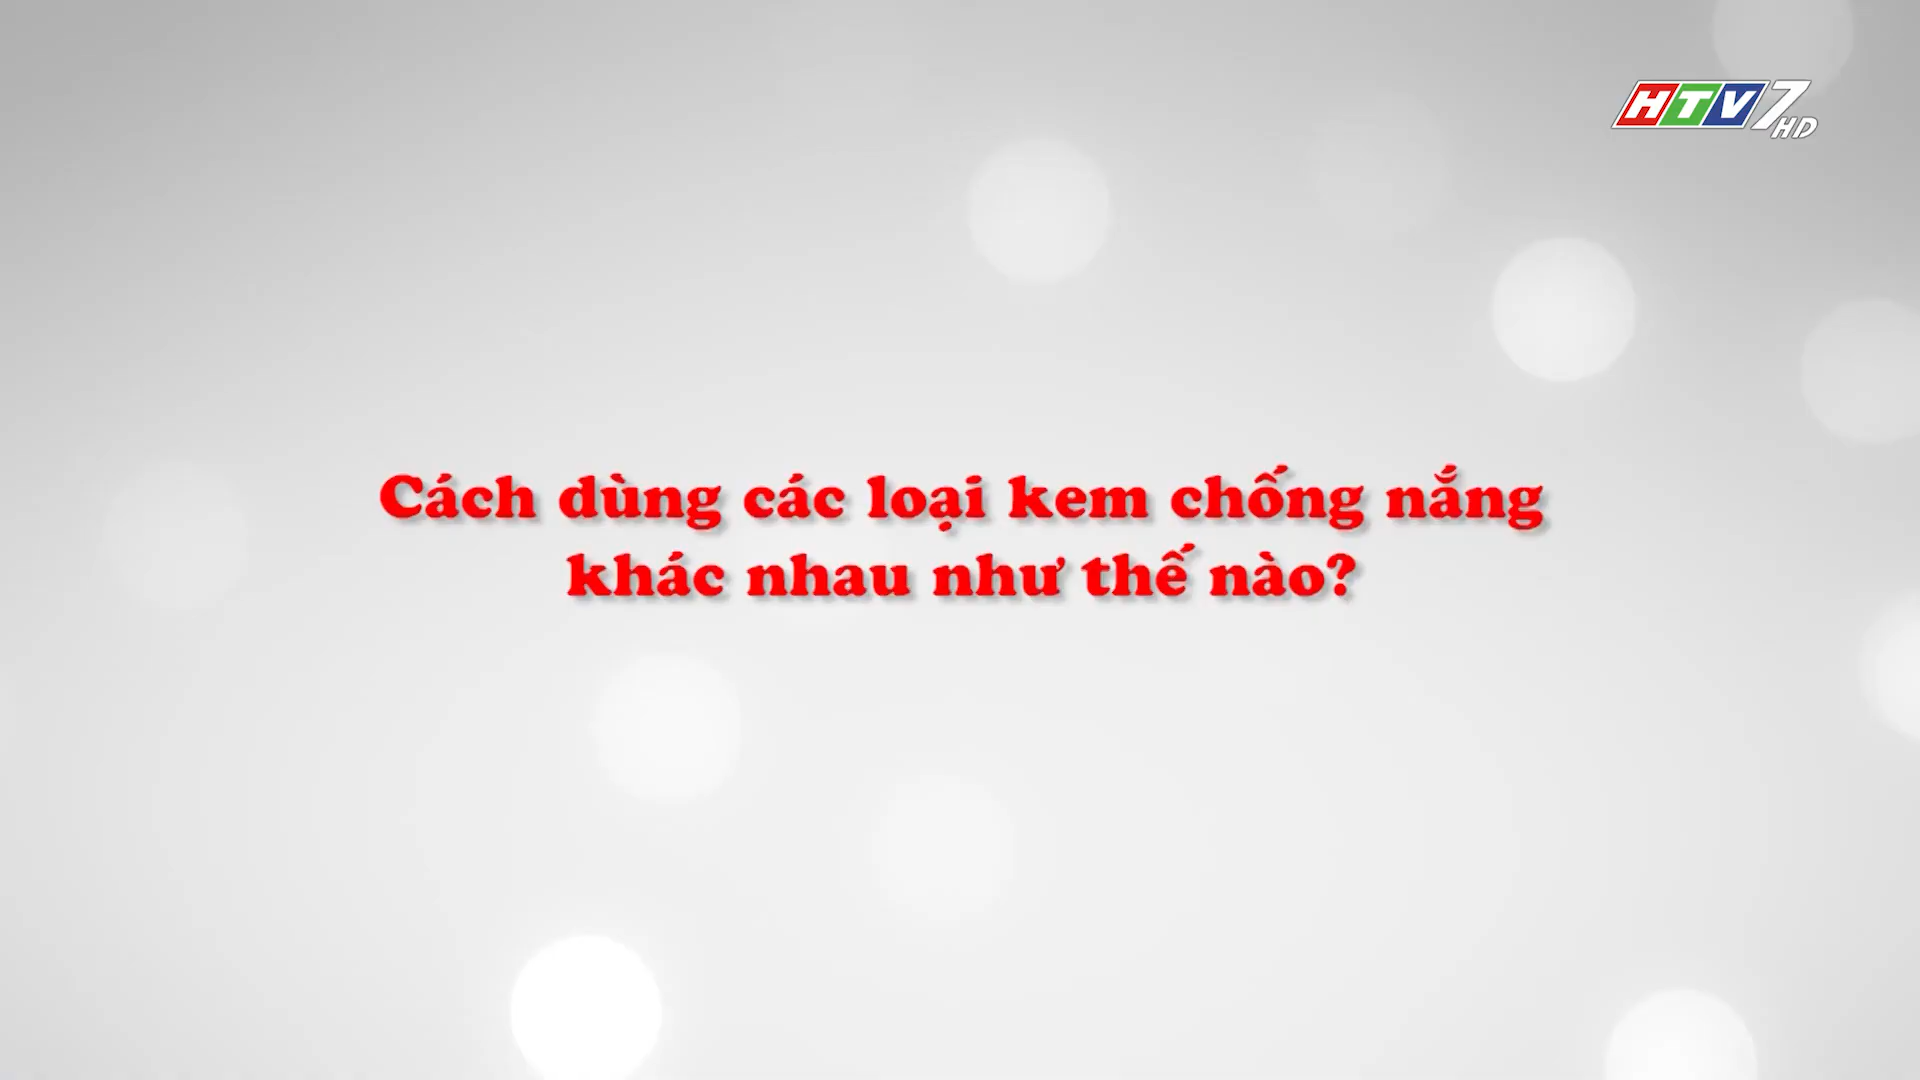 HTV7
HD
Cách dùng các loại kem chống nắng
khác nhau như thế nào?